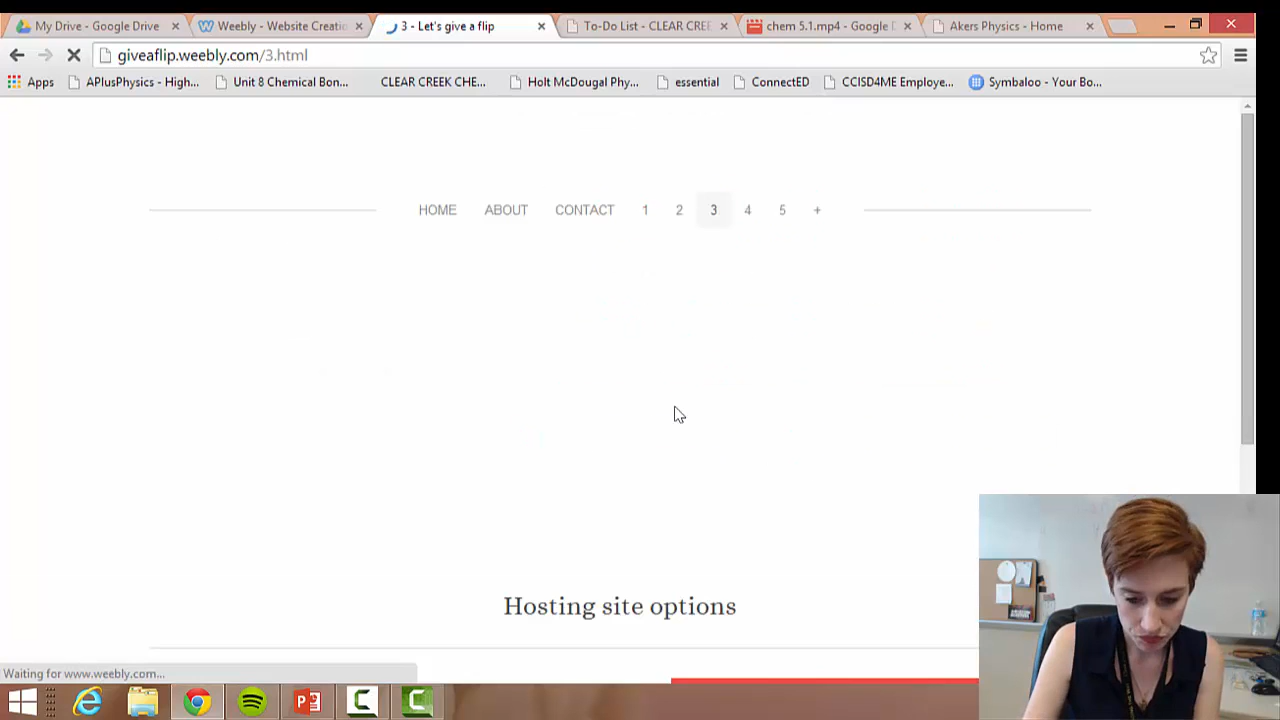 My Drive - Google Drive
Weebly - Website Creatio
3 - Let's give a flip
To-Do List - CLEAR CREE
chem 5.1.mp4 - Google D
Akers Physics - Home
giveaflip.weebly.com/3.html
Apps
APlusPhysics - High...
Unit 8 Chemical Bon...
CLEAR CREEK CHE...
Holt McDougal Phy...
essential
ConnectED
CCISD4ME Employe...
Symbaloo - Your Bo...
HOME ABOUT CONTACT 1 2 3 4 5 +
Hosting site options
Waiting for www.weebly.com...